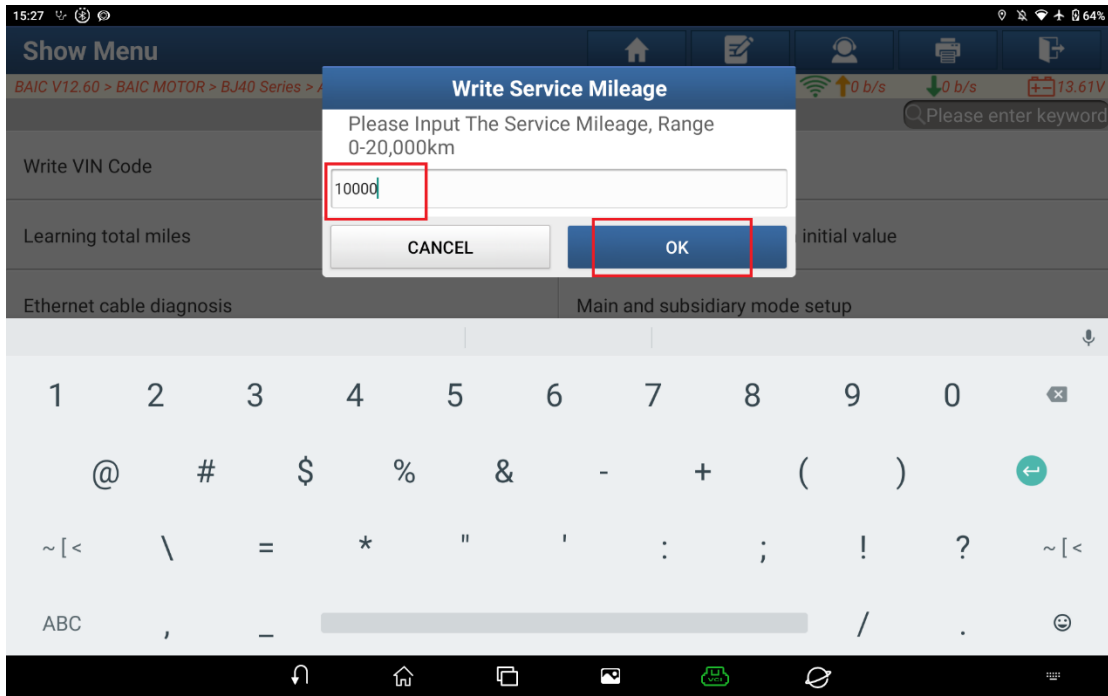 15:27 64%
Show Menu
BAIC V12.60 > BAIC MOTOR > BJ40 Series > 0 b/s 0 b/s 13.61V
Write Service Mileage
Please enter keyword
Please Input The Service Mileage, Range
0-20,000km
Write VIN Code
10000
Learning total miles
CANCEL
OK
initial value
Ethernet cable diagnosis
Main and subsidiary mode setup
1 2 3 4 5 6 7 8 9 0
@ # $ % & - + ( )
~ [ < \ = * " ' : ; ! ? ~ [ <
ABC , _ / .
VCI